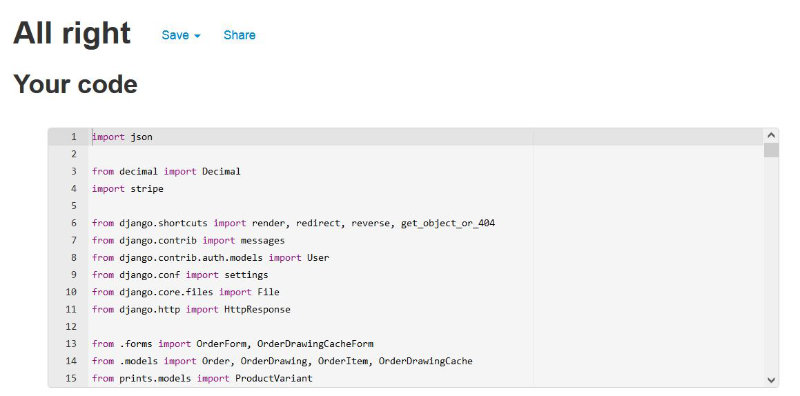 All right Save Share
Your code
1 import json
2
3 from decimal import Decimal
4 import stripe
5
6 from django.shortcuts import render, redirect, reverse, get_object_or_404
7 from django.contrib import messages
8 from django.contrib.auth.models import User
9 from django.conf import settings
10 from django.core.files import File
11 from django.http import HttpResponse
12
13 from .forms import OrderForm, OrderDrawingCacheForm
14 from .models import Order, OrderDrawing, OrderItem, OrderDrawingCache
15 from prints.models import ProductVariant